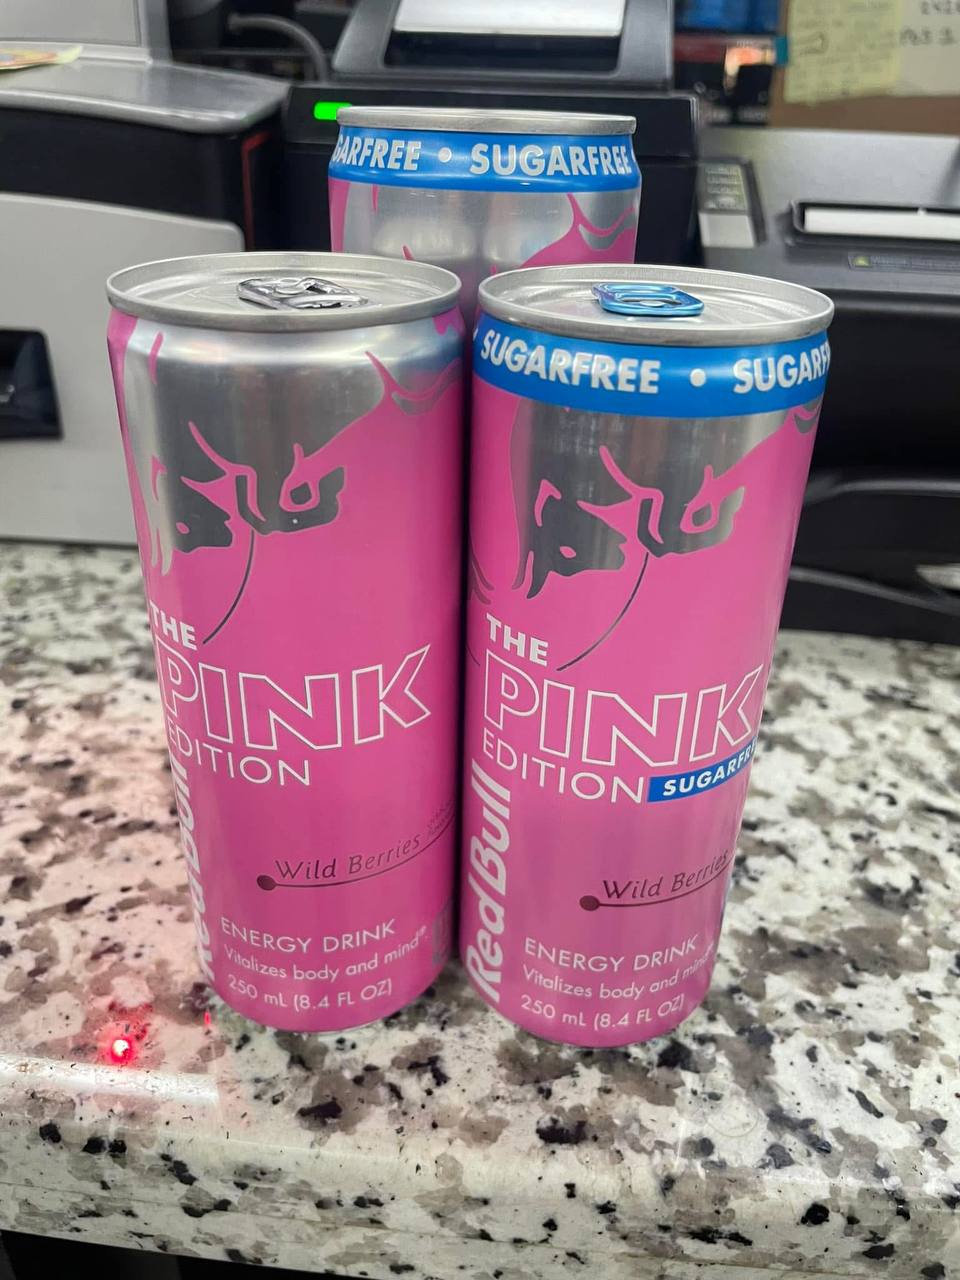 GARFREE • SUGARFREE
THE
PINK
EDITION
Red Bull
Wild Berries
ENERGY DRINK
Vitalizes body and mind®.
250 mL (8.4 FL OZ)
SUGARFREE • SUGARF
THE
PINK
EDITION SUGARFRE
Red Bull
Wild Berries
ENERGY DRINK
Vitalizes body and mind®
250 mL (8.4 FL OZ)